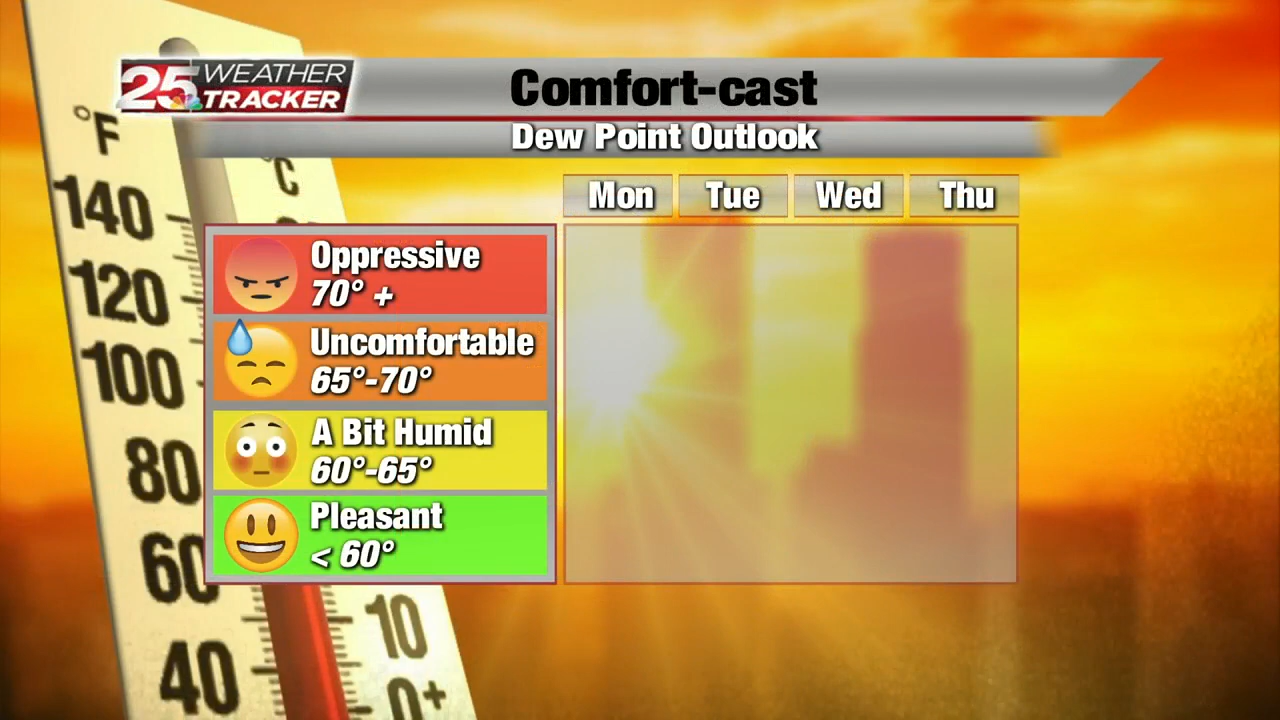 25 WEATHER
TRACKER
Comfort-cast
Dew Point Outlook
°F
°C
Mon Tue Wed Thu
140
120
100
80
60
40
10
0+
Oppressive
70° +
Uncomfortable
65°-70°
A Bit Humid
60°-65°
Pleasant
< 60°